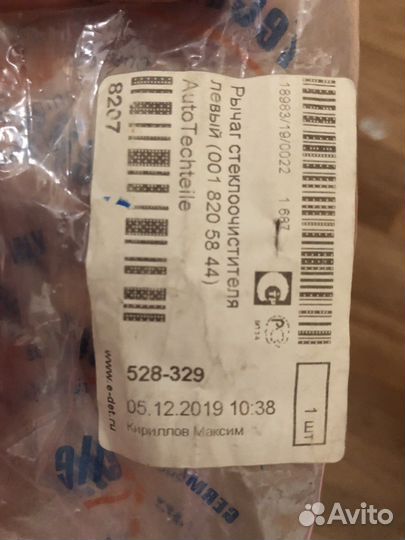 18983/19/0022 1 687
Рычаг стеклоочистителя
левый (001 820 58 44)
AutoTechteile
8207
www.e-det.ru
528-329
05.12.2019 10:38
Кириллов Максим
1 ШТ
Avito